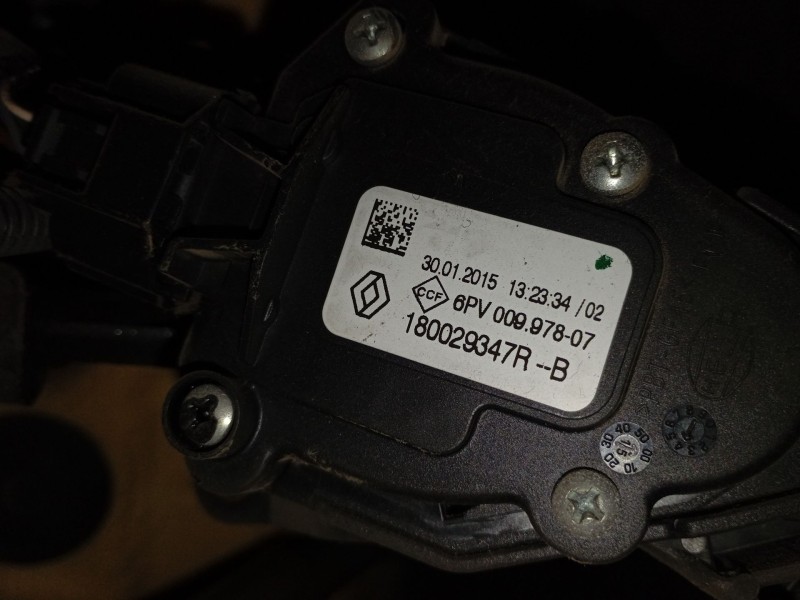 30.01.2015 13:23:34 /02
CCF 6PV 009.978-07
180029347R --B